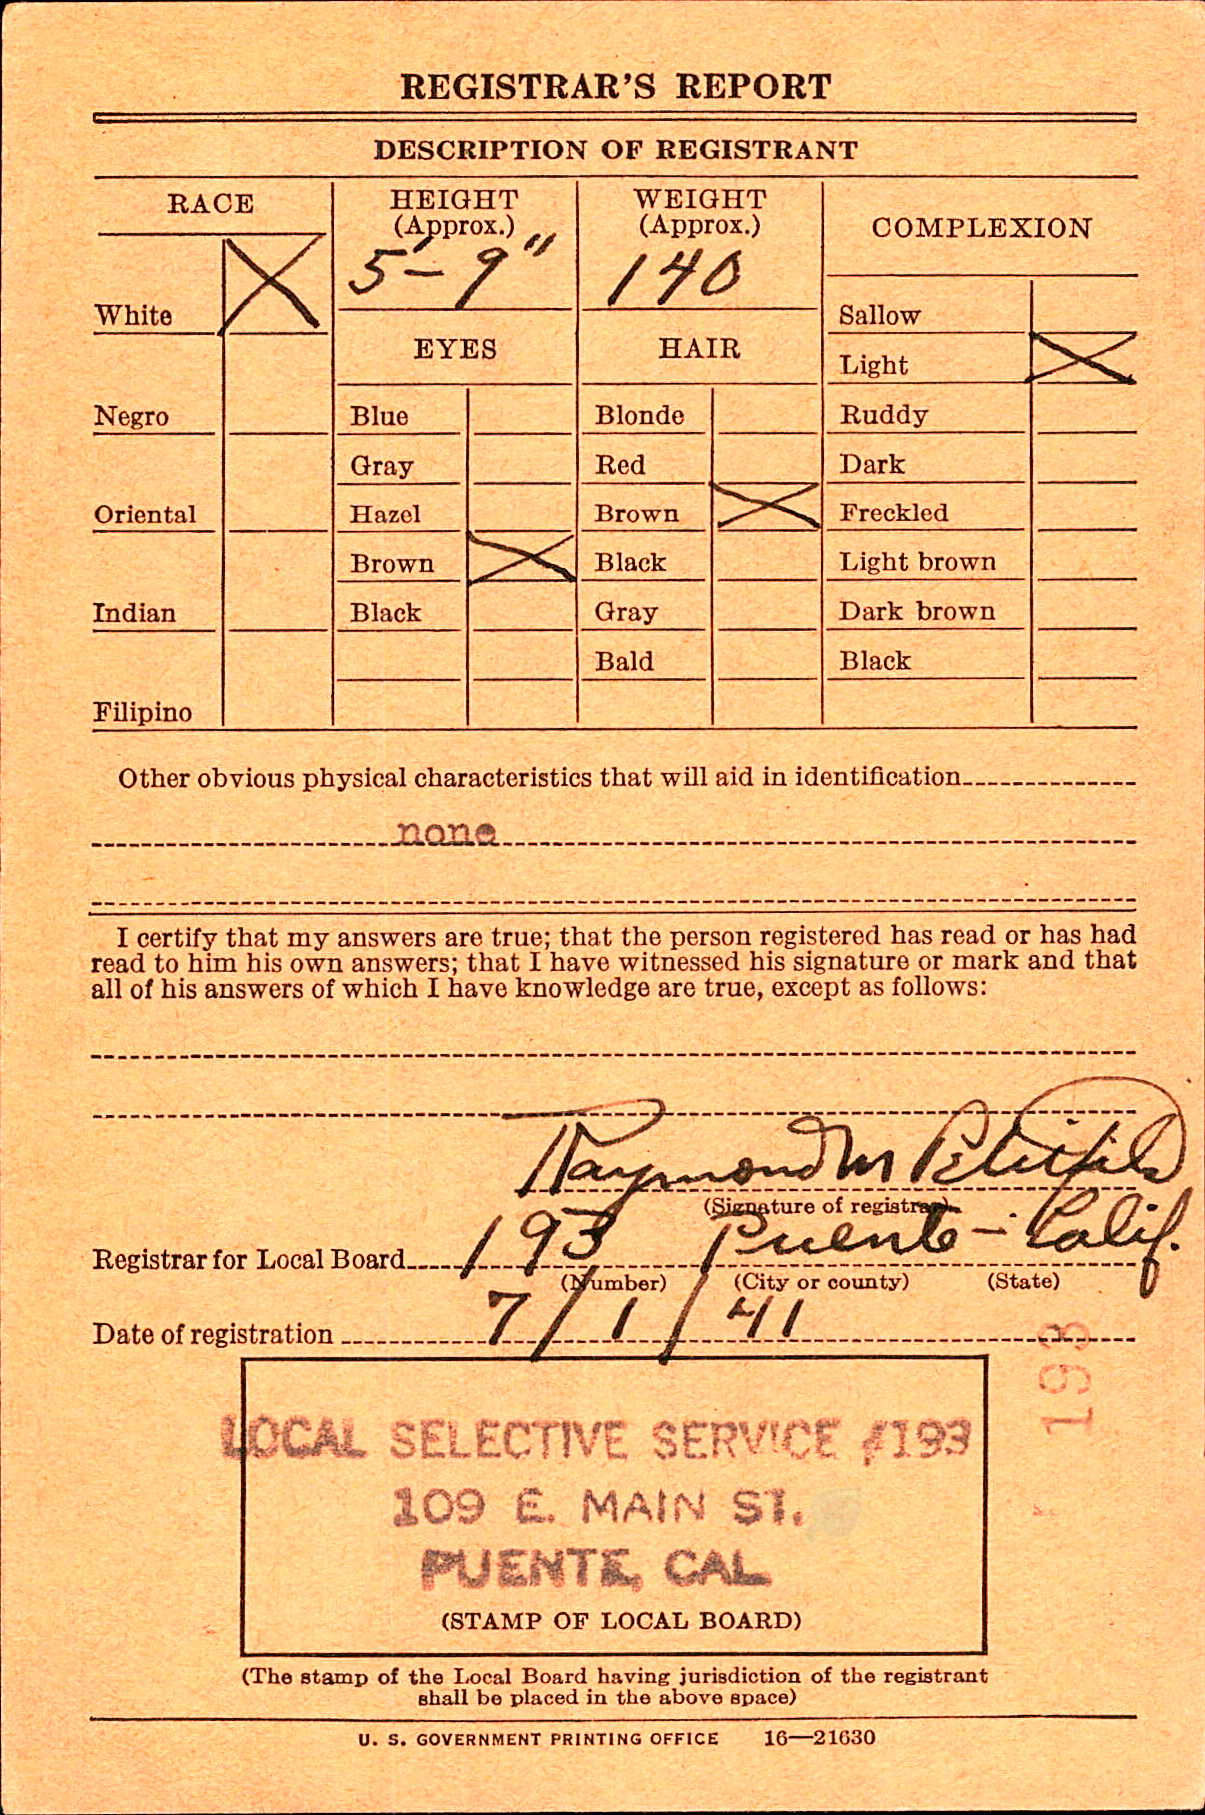 REGISTRAR'S REPORT
DESCRIPTION OF REGISTRANT
RACE
HEIGHT
(Approx.)
5'-9"
WEIGHT
(Approx.)
140
COMPLEXION
White
Negro
Oriental
Indian
Filipino
EYES
Blue
Gray
Hazel
Brown
Black
HAIR
Blonde
Red
Brown
Black
Gray
Bald
Sallow
Light
Ruddy
Dark
Freckled
Light brown
Dark brown
Black
Other obvious physical characteristics that will aid in identification
none
I certify that my answers are true; that the person registered has read or has had
read to him his own answers; that I have witnessed his signature or mark and that
all of his answers of which I have knowledge are true, except as follows:
Raymond M
(Signature of registrar)
Registrar for Local Board 193 Puente - Calif.
(Number) (City or county) (State)
Date of registration 7/1/41
193
LOCAL SELECTIVE SERVICE #193
109 E. MAIN ST.
PUENTE, CAL
(STAMP OF LOCAL BOARD)
(The stamp of the Local Board having jurisdiction of the registrant
shall be placed in the above space)
U. S. GOVERNMENT PRINTING OFFICE 16—21630